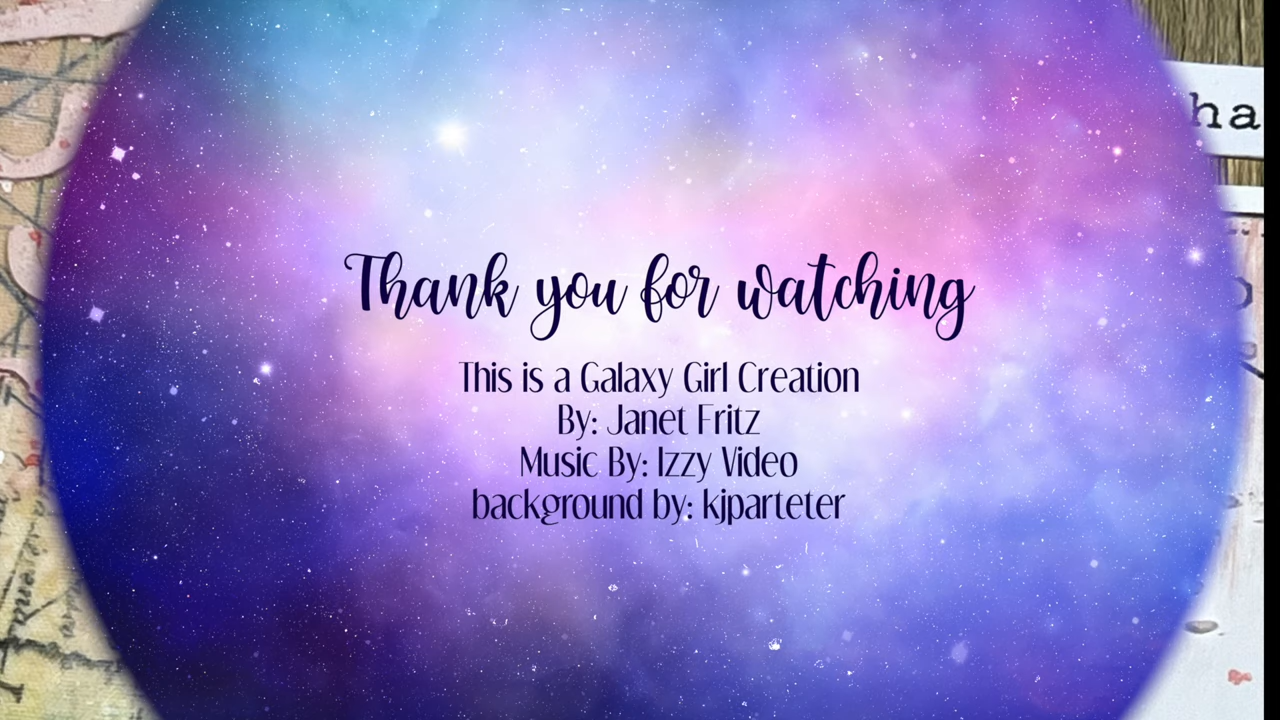 Thank you for watching
This is a Galaxy Girl Creation
By: Janet Fritz
Music By: Izzy Video
background by: kjparteter
ha